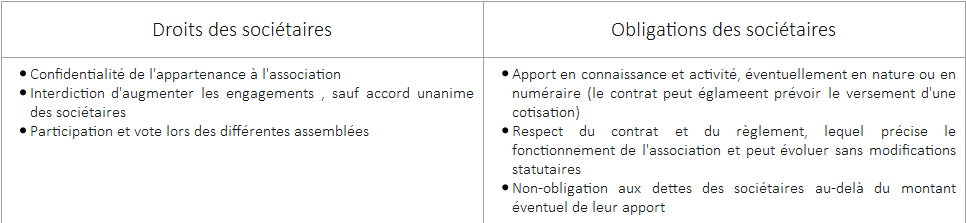 Droits des sociétaires
Obligations des sociétaires
• Confidentialité de l'appartenance à l'association
• Interdiction d'augmenter les engagements , sauf accord unanime
des sociétaires
• Participation et vote lors des différentes assemblées
• Apport en connaissance et activité, éventuellement en nature ou en
numéraire (le contrat peut églameent prévoir le versement d'une
cotisation)
• Respect du contrat et du règlement, lequel précise le
fonctionnement de l'association et peut évoluer sans modifications
statutaires
• Non-obligation aux dettes des sociétaires au-delà du montant
éventuel de leur apport